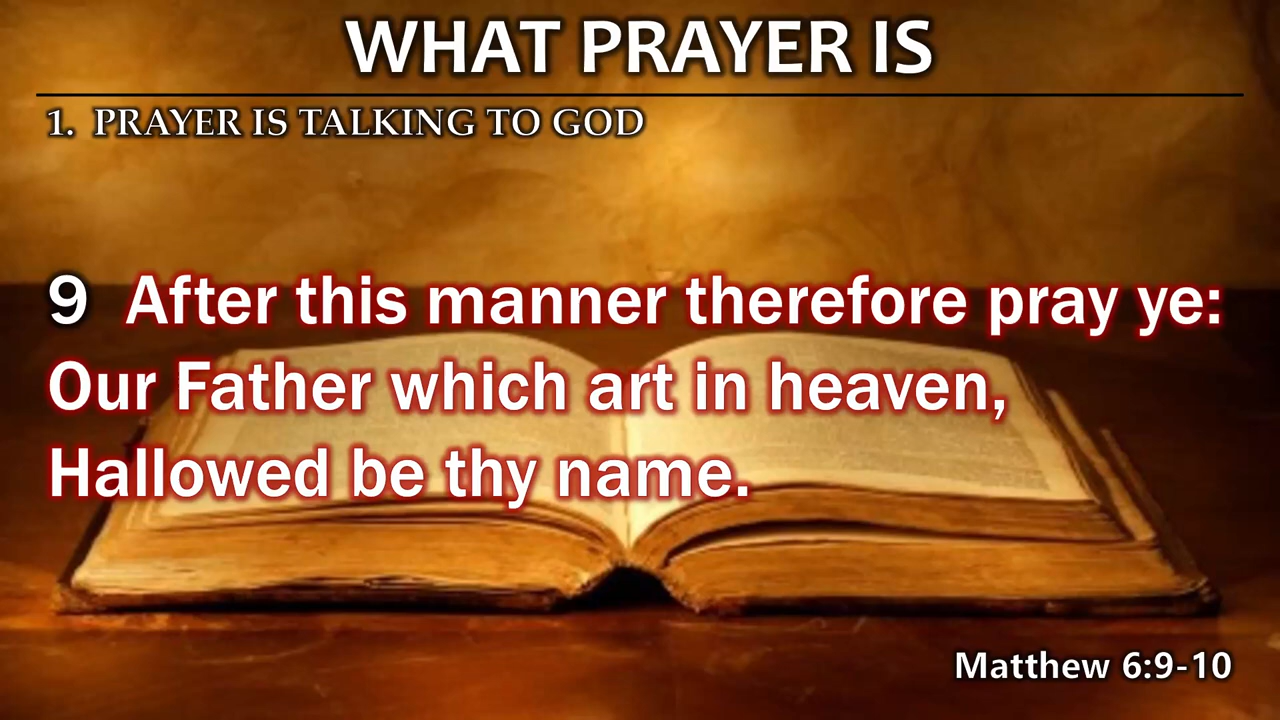 WHAT PRAYER IS
1. PRAYER IS TALKING TO GOD
9 After this manner therefore pray ye:
Our Father which art in heaven,
Hallowed be thy name.
Matthew 6:9-10